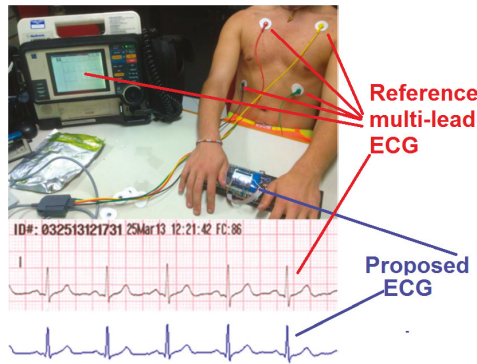 Reference
multi-lead
ECG
ID#: 032513121731 25Mar13 12:21:42 FC:86
I
Proposed
ECG